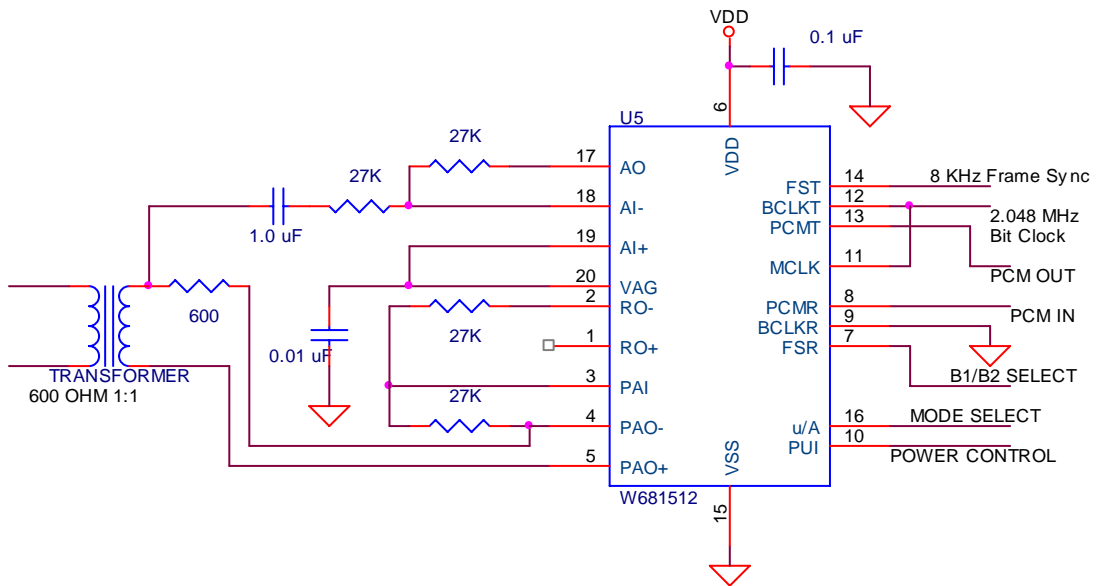 VDD
0.1 uF
6
U5
VDD
27K
17
AO
27K
18
AI-
1.0 uF
19
AI+
20
VAG
2
RO-
600
27K
0.01 uF
1
RO+
TRANSFORMER
600 OHM 1:1
3
PAI
27K
4
PAO-
5
PAO+
VSS
W681512
15
FST
14
8 KHz Frame Sync
BCLKT
12
2.048 MHz
Bit Clock
PCMT
13
PCM OUT
MCLK
11
PCMR
8
PCM IN
BCLKR
9
FSR
7
B1/B2 SELECT
u/A
16
MODE SELECT
PUI
10
POWER CONTROL